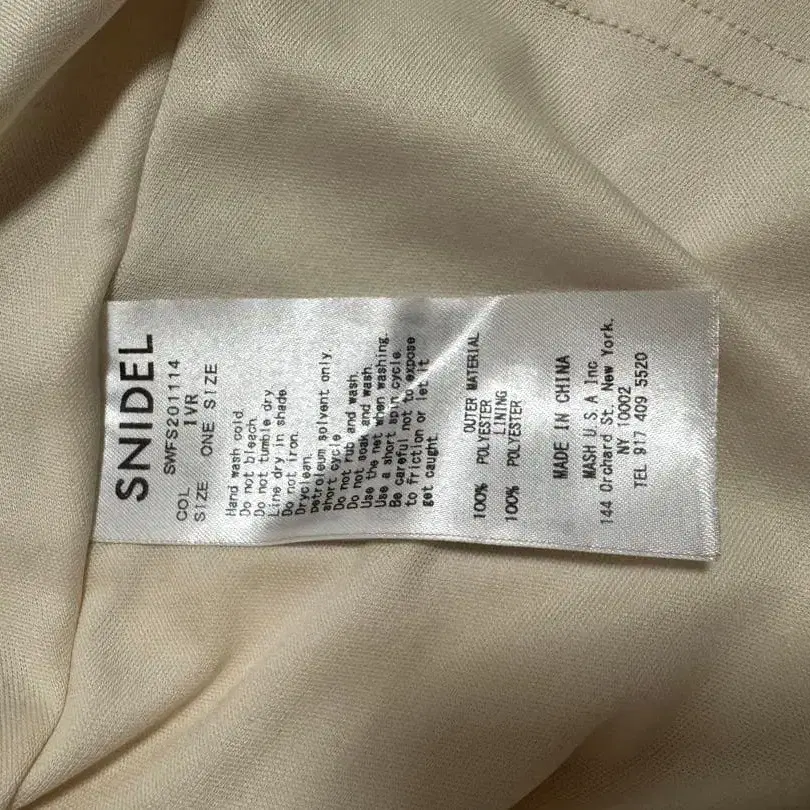 SNIDEL
SWFS201114
COL IVR
SIZE ONE SIZE
Hand wash cold.
Do not bleach.
Do not tumble dry.
Line dry in shade.
Do not iron.
Dryclean,
petroleum solvent only.
short cycle.
Do not rub and wash.
Do not soak and wash.
Use the net when washing.
Use a short spin cycle.
Be careful not to expose
to friction or let it
get caught.
OUTER MATERIAL
100% POLYESTER
LINING
100% POLYESTER
MADE IN CHINA
MASH U.S.A Inc
144 Orchard St. New York.
NY 10002
TEL 917 409 5520